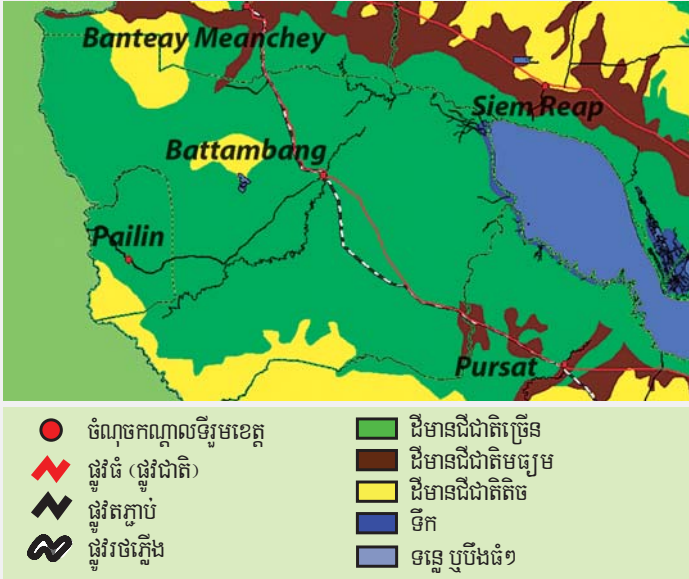 Banteay Meanchey
Siem Reap
Battambang
Pailin
Pursat
ចំណុចកណ្តាលទីរួមខេត្ត
ផ្លូវធំ (ផ្លូវជាតិ)
ផ្លូវតភ្ជាប់
ផ្លូវរថភ្លើង
ដីមានជីជាតិច្រើន
ដីមានជីជាតិមធ្យម
ដីមានជីជាតិតិច
ទឹក
ទន្លេ ឬបឹងធំៗ